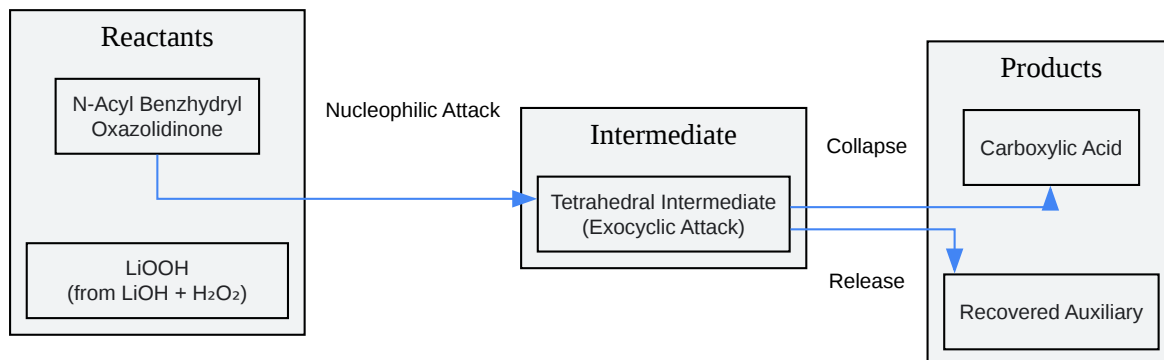 Reactants
N-Acyl Benzhydryl
Oxazolidinone
LiOOH
(from LiOH + H₂O₂)
Nucleophilic Attack
Intermediate
Tetrahedral Intermediate
(Exocyclic Attack)
Collapse
Release
Products
Carboxylic Acid
Recovered Auxiliary